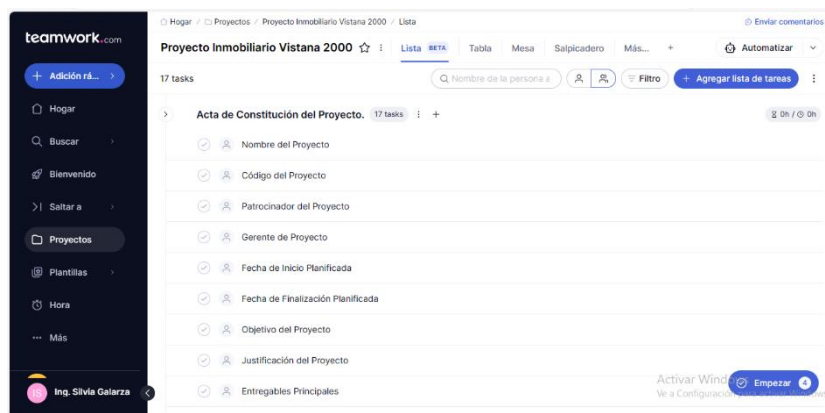 teamwork.com
Adición rá...
Hogar
Buscar
Bienvenido
Saltar a
Proyectos
Plantillas
Hora
Más
Ing. Silvia Galarza
Hogar / Proyectos / Proyecto Inmobiliario Vistana 2000 / Lista
Enviar comentarios
Proyecto Inmobiliario Vistana 2000
Lista BETA Tabla Mesa Salpicadero Más... +
Automatizar
17 tasks
Nombre de la persona a
Filtro
+ Agregar lista de tareas
Acta de Constitución del Proyecto. 17 tasks
0h / 0h
Nombre del Proyecto
Código del Proyecto
Patrocinador del Proyecto
Gerente de Proyecto
Fecha de Inicio Planificada
Fecha de Finalización Planificada
Objetivo del Proyecto
Justificación del Proyecto
Entregables Principales
Activar Wind
Ve a Configuración
Empezar 4